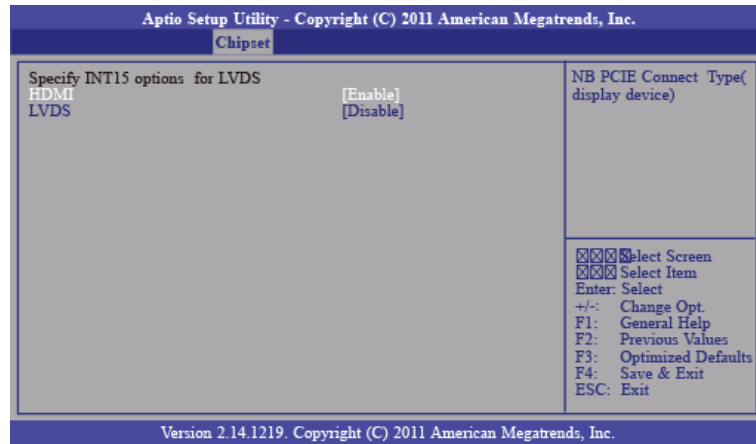 Aptio Setup Utility - Copyright (C) 2011 American Megatrends, Inc.
Chipset
Specify INT15 options for LVDS
HDMI [Enable]
LVDS [Disable]
NB PCIE Connect Type(
display device)
Select Screen
Select Item
Enter: Select
+/-: Change Opt.
F1: General Help
F2: Previous Values
F3: Optimized Defaults
F4: Save & Exit
ESC: Exit
Version 2.14.1219. Copyright (C) 2011 American Megatrends, Inc.